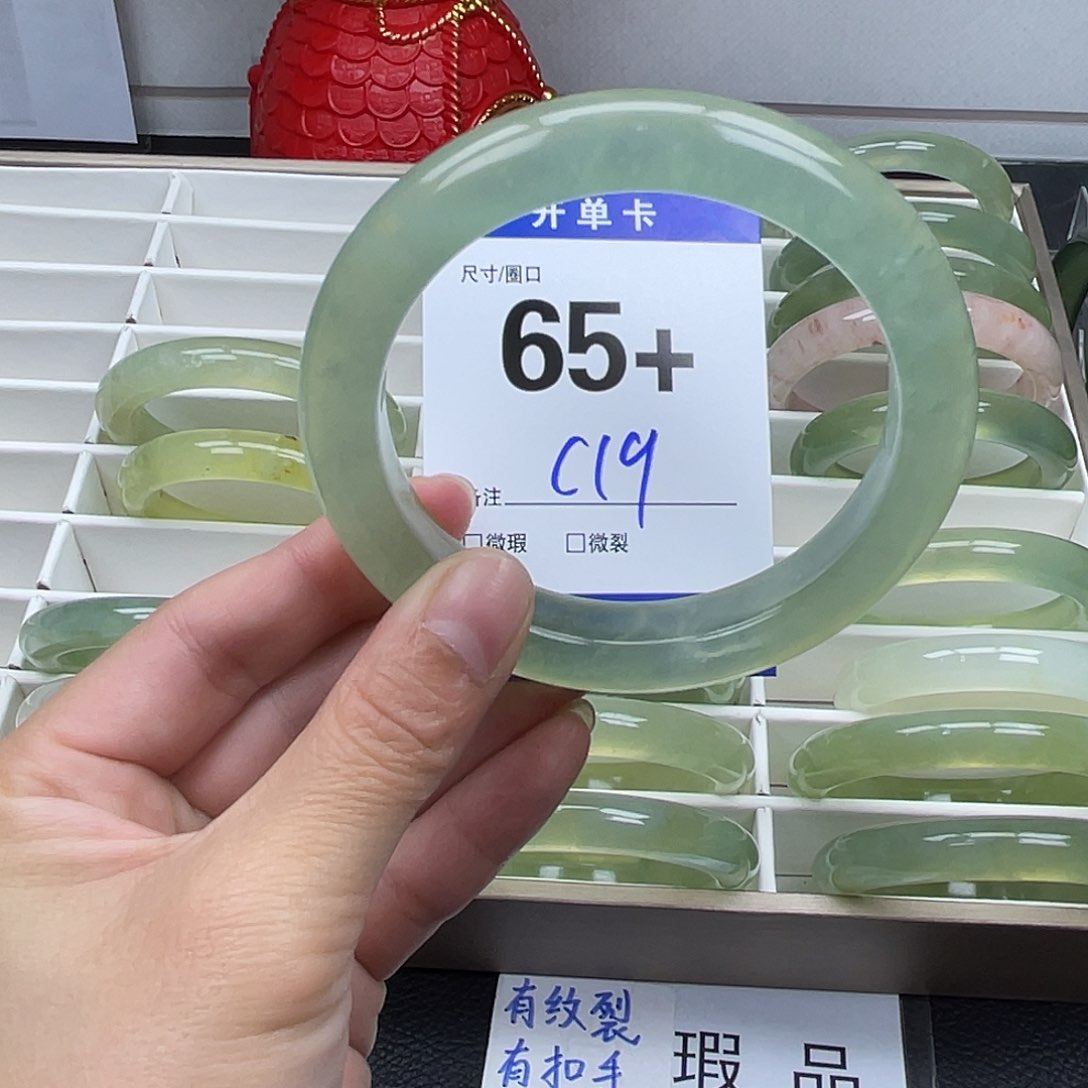 开单卡
尺寸/圈口
65+
备注 C19
□微瑕 □微裂
有纹裂
有扣手
瑕品